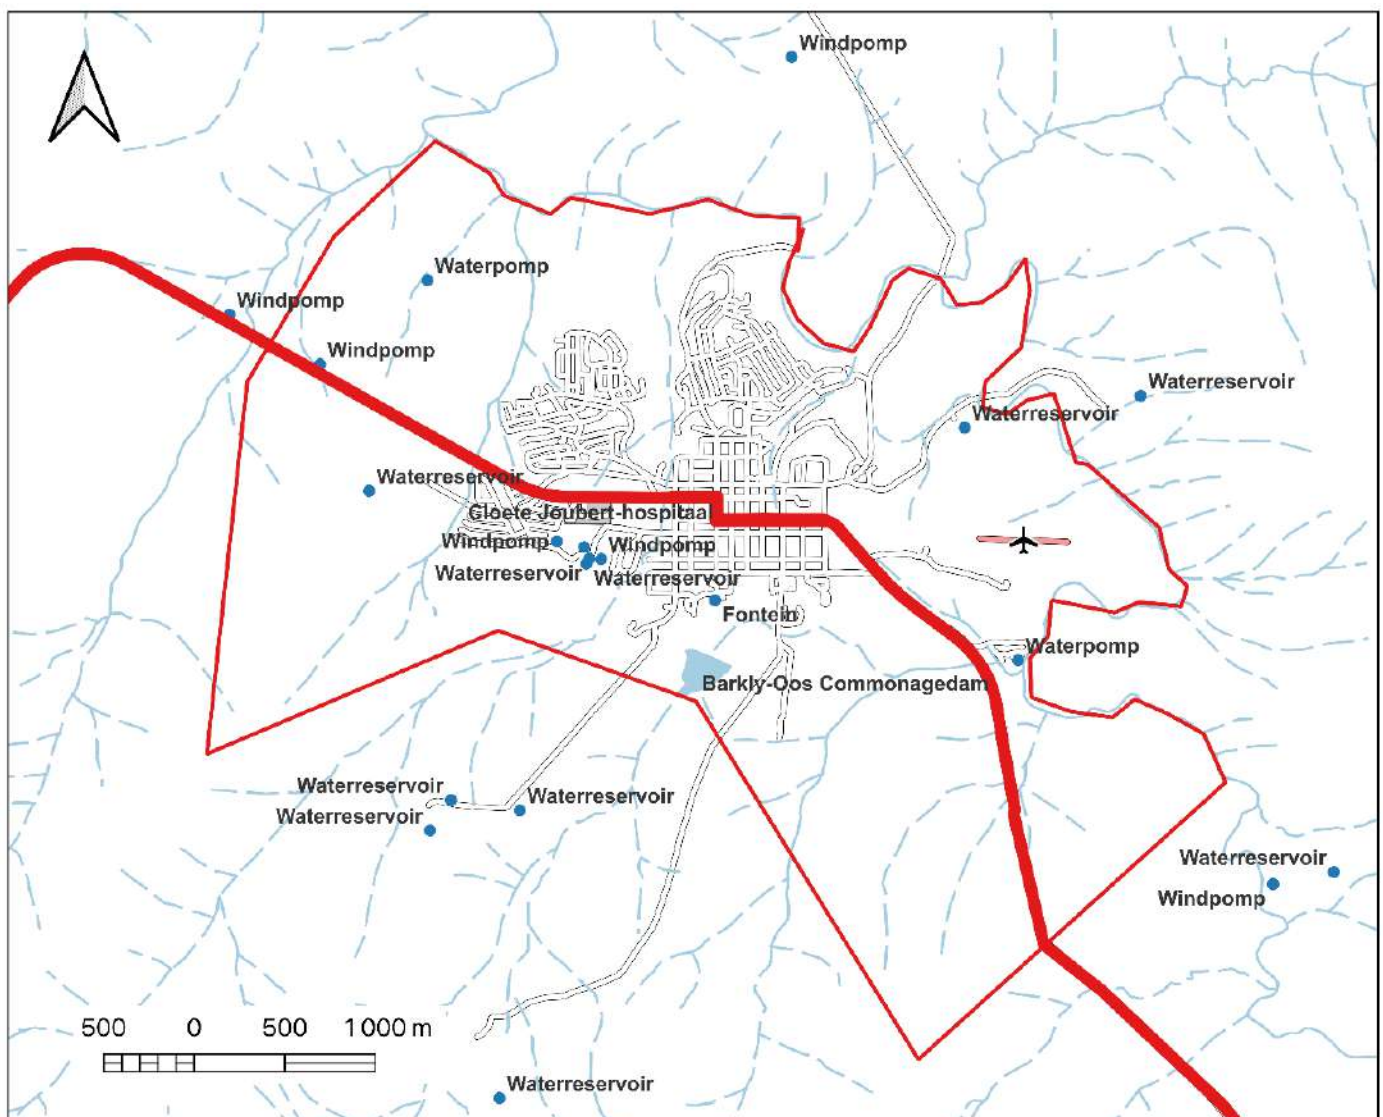 Windpomp
Waterpomp
Windpomp
Windpomp
Waterreservoir
Waterreservoir
Waterreservoir
Cloete Joubert-hospitaal
Windpomp
Windpomp
Waterreservoir
Waterreservoir
Fontein
Waterpomp
Barkly-Oos Commonagedam
Waterreservoir
Waterreservoir
Waterreservoir
Waterreservoir
Windpomp
500 0 500 1000 m
Waterreservoir